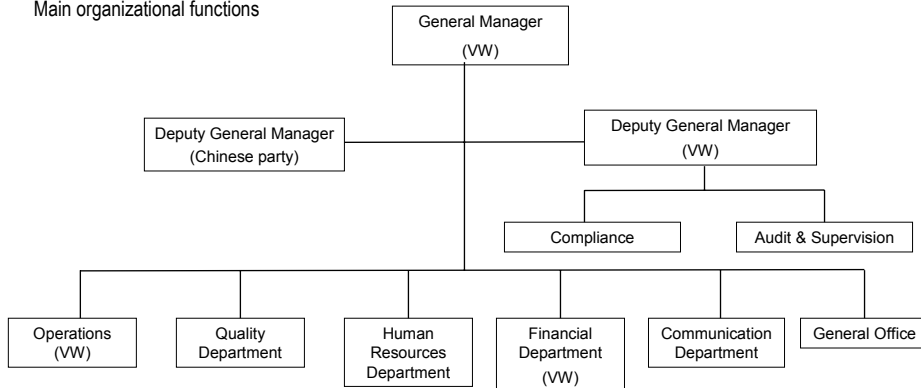 Main organizational functions
General Manager
(VW)
Deputy General Manager
(Chinese party)
Deputy General Manager
(VW)
Compliance
Audit & Supervision
Operations
(VW)
Quality
Department
Human
Resources
Department
Financial
Department
(VW)
Communication
Department
General Office